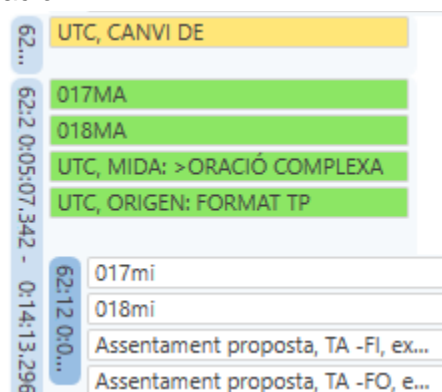 62...
UTC, CANVI DE
62:2 0:05:07.342 - 0:14:13.296
017MA
018MA
UTC, MIDA: >ORACIÓ COMPLEXA
UTC, ORIGEN: FORMAT TP
62:12 0:0...
017mi
018mi
Assentament proposta, TA -FI, ex...
Assentament proposta, TA -FO, e...